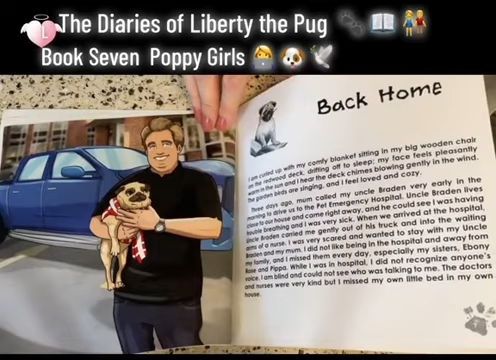 L
The Diaries of Liberty the Pug
Book Seven Poppy Girls
Back Home
I am curled up with my comfy blanket sitting in my big wooden chair
on the redwood deck, drifting off to sleep; my face feels pleasantly
warm in the sun and I hear the deck chimes blowing gently in the wind.
The garden birds are singing, and I feel loved and cozy.
Three days ago, mum called my uncle Braden very early in the
morning to drive us to the Pet Emergency Hospital. Uncle Braden lives
close to our house and came right away, and he could see I was having
trouble breathing and I was very sick. When we arrived at the hospital,
Uncle Braden carried me gently out of his truck and into the waiting
arms of a nurse. I was very scared and wanted to stay with my Uncle
Braden and my mum. I did not like being in the hospital and away from
my family, and I missed them every day, especially my sisters, Ebony
Rose and Pippa. While I was in hospital, I did not recognize anyone's
voice. I am blind and could not see who was talking to me. The doctors
and nurses were very kind but I missed my own little bed in my own
house.